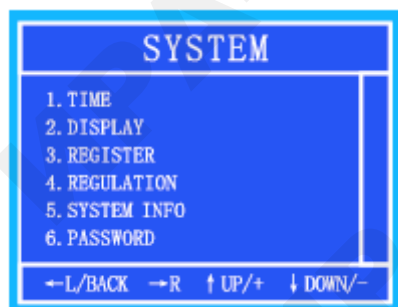 SYSTEM
1. TIME
2. DISPLAY
3. REGISTER
4. REGULATION
5. SYSTEM INFO
6. PASSWORD
←L/BACK →R ↑UP/+ ↓DOWN/-